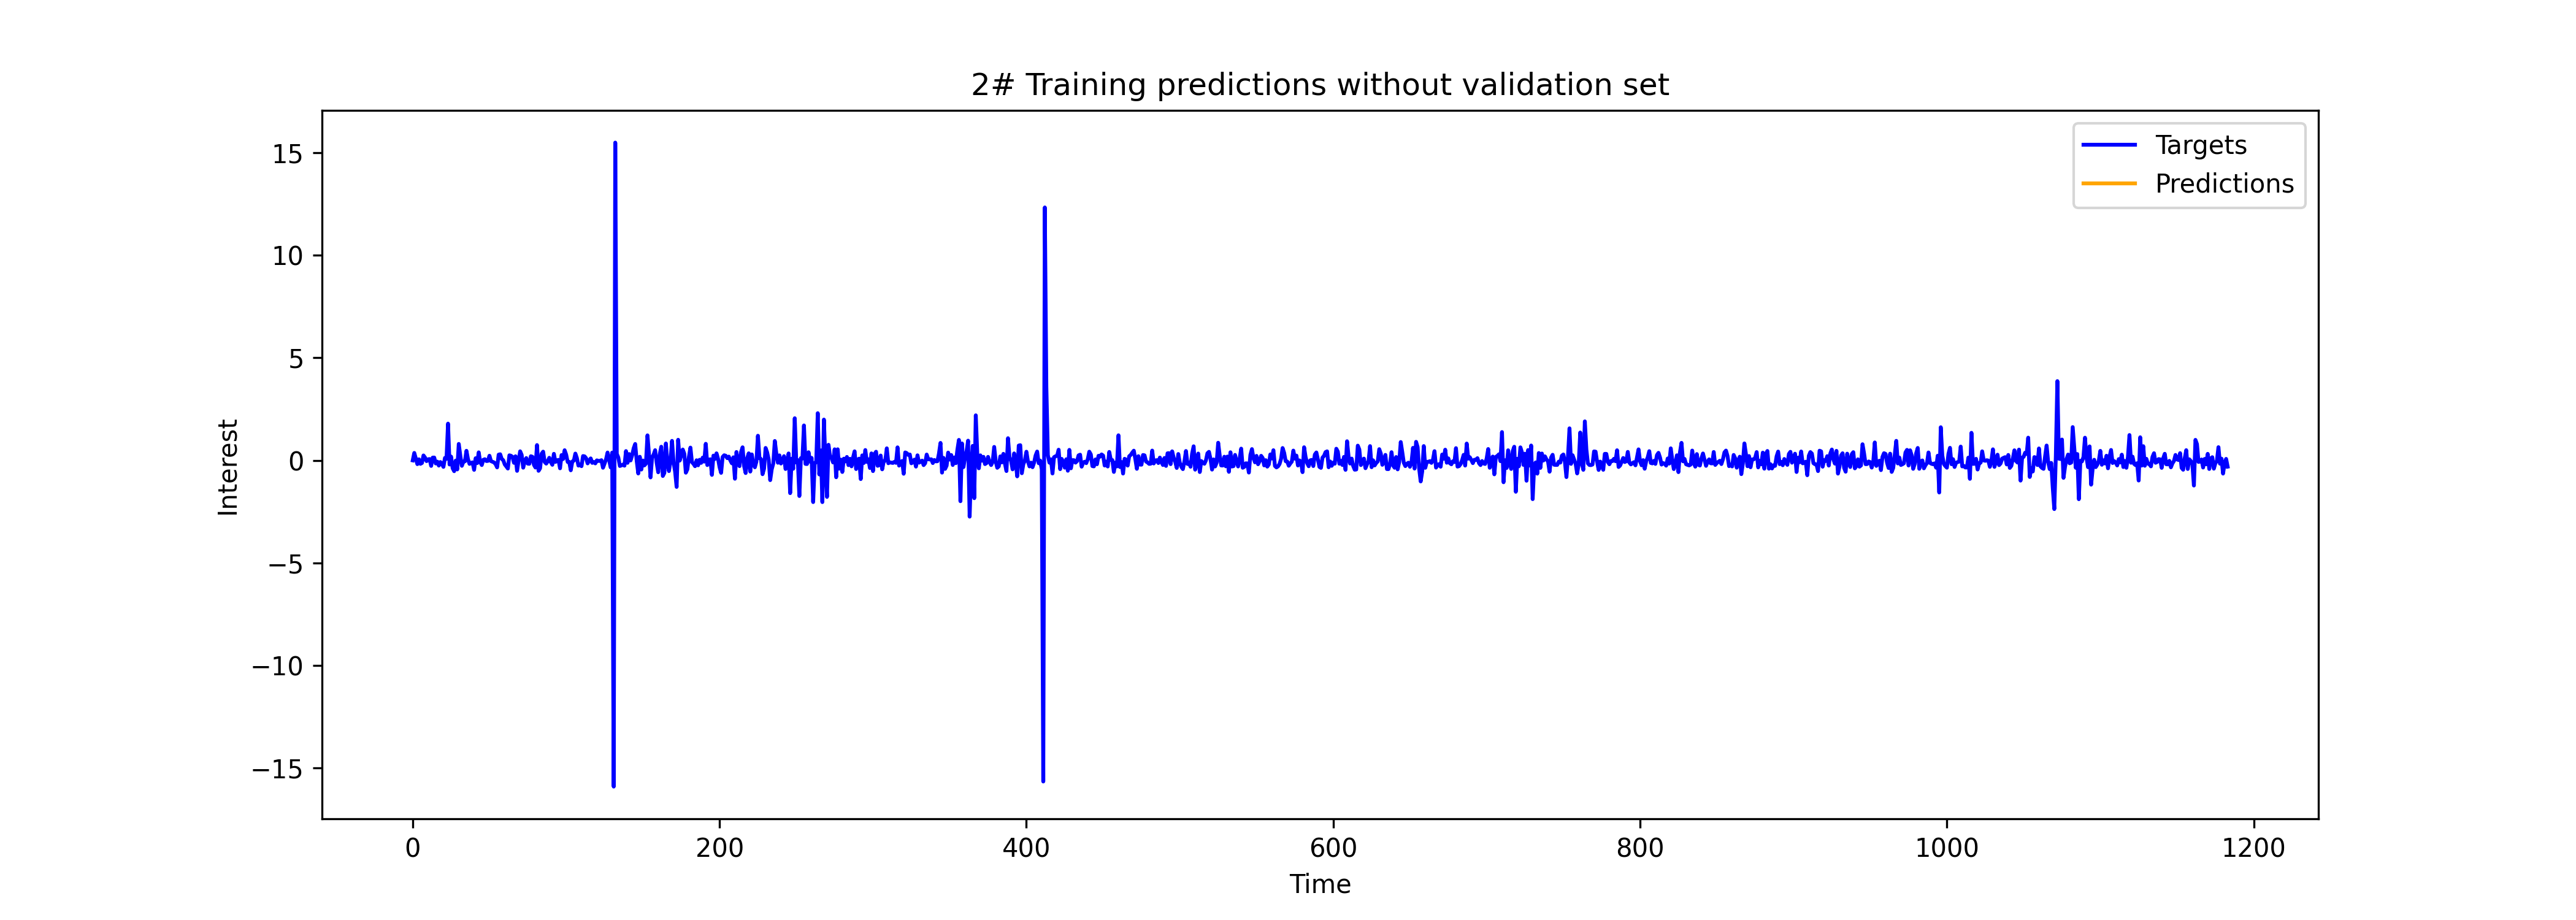 2# Training predictions without validation set
Targets
Predictions
15
10
5
0
−5
−10
−15
Interest
0 200 400 600 800 1000 1200
Time